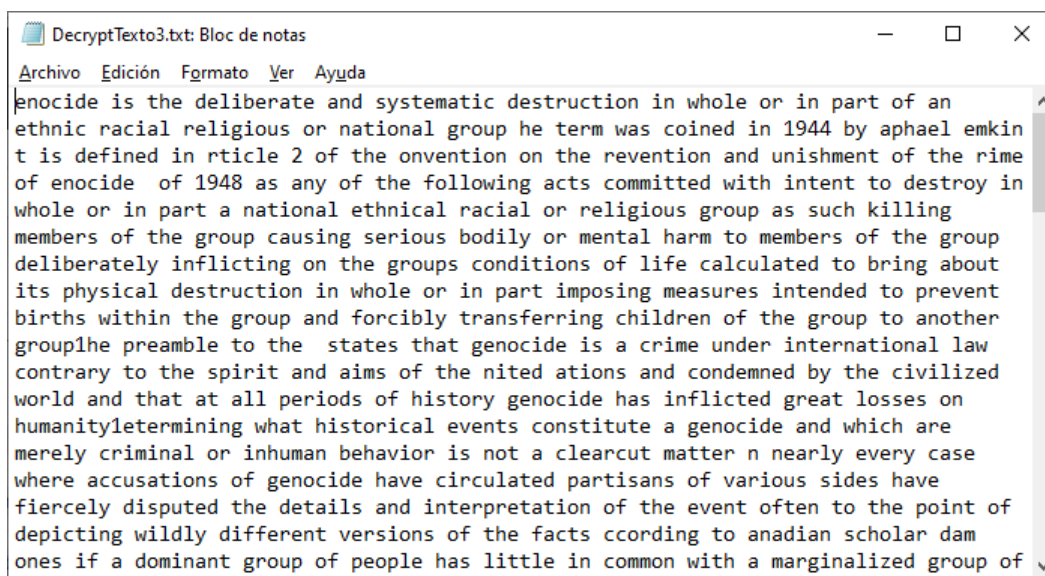 DecryptTexto3.txt: Bloc de notas
Archivo Edición Formato Ver Ayuda
enocide is the deliberate and systematic destruction in whole or in part of an
ethnic racial religious or national group he term was coined in 1944 by aphael emkin
t is defined in rticle 2 of the onvention on the revention and unishment of the rime
of enocide  of 1948 as any of the following acts committed with intent to destroy in
whole or in part a national ethnical racial or religious group as such killing
members of the group causing serious bodily or mental harm to members of the group
deliberately inflicting on the groups conditions of life calculated to bring about
its physical destruction in whole or in part imposing measures intended to prevent
births within the group and forcibly transferring children of the group to another
group1he preamble to the  states that genocide is a crime under international law
contrary to the spirit and aims of the nited ations and condemned by the civilized
world and that at all periods of history genocide has inflicted great losses on
humanity1etermining what historical events constitute a genocide and which are
merely criminal or inhuman behavior is not a clearcut matter n nearly every case
where accusations of genocide have circulated partisans of various sides have
fiercely disputed the details and interpretation of the event often to the point of
depicting wildly different versions of the facts ccording to anadian scholar dam
ones if a dominant group of people has little in common with a marginalized group of